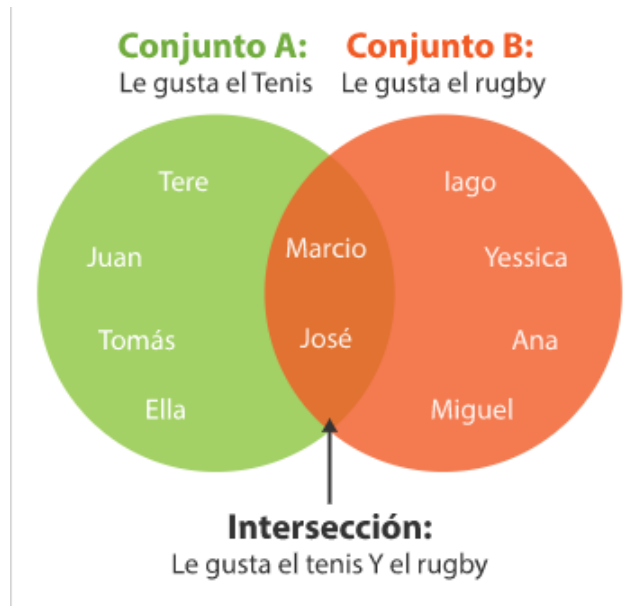 Conjunto A:
Le gusta el Tenis
Conjunto B:
Le gusta el rugby
Tere
Juan
Tomás
Ella
Marcio
José
Iago
Yessica
Ana
Miguel
Intersección:
Le gusta el tenis Y el rugby